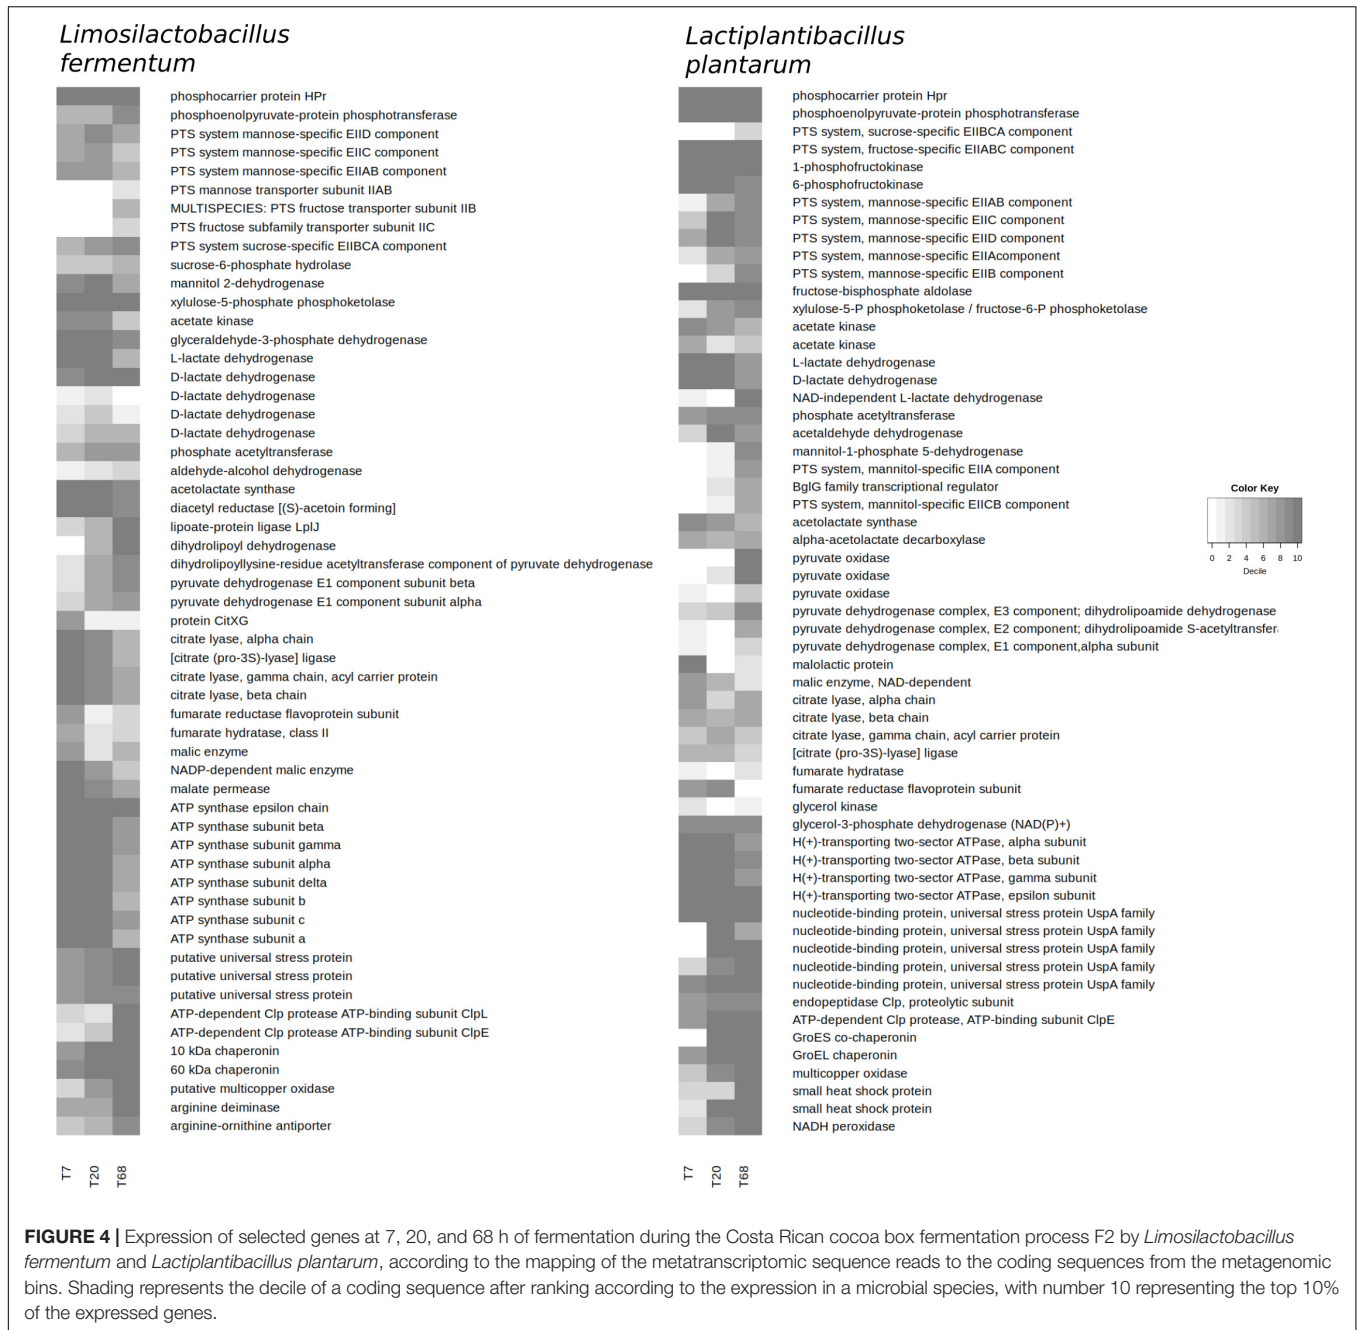 Limosilactobacillus
fermentum
phosphocarrier protein HPr
phosphoenolpyruvate-protein phosphotransferase
PTS system mannose-specific EIID component
PTS system mannose-specific EIIC component
PTS system mannose-specific EIIAB component
PTS mannose transporter subunit IIAB
MULTISPECIES: PTS fructose transporter subunit IIB
PTS fructose subfamily transporter subunit IIC
PTS system sucrose-specific EIIBCA component
sucrose-6-phosphate hydrolase
mannitol 2-dehydrogenase
xylulose-5-phosphate phosphoketolase
acetate kinase
glyceraldehyde-3-phosphate dehydrogenase
L-lactate dehydrogenase
D-lactate dehydrogenase
D-lactate dehydrogenase
D-lactate dehydrogenase
D-lactate dehydrogenase
phosphate acetyltransferase
aldehyde-alcohol dehydrogenase
acetolactate synthase
diacetyl reductase [(S)-acetoin forming]
lipoate-protein ligase LplJ
dihydrolipoyl dehydrogenase
dihydrolipoyllysine-residue acetyltransferase component of pyruvate dehydrogenase
pyruvate dehydrogenase E1 component subunit beta
pyruvate dehydrogenase E1 component subunit alpha
protein CitXG
citrate lyase, alpha chain
[citrate (pro-3S)-lyase] ligase
citrate lyase, gamma chain, acyl carrier protein
citrate lyase, beta chain
fumarate reductase flavoprotein subunit
fumarate hydratase, class II
malic enzyme
NADP-dependent malic enzyme
malate permease
ATP synthase epsilon chain
ATP synthase subunit beta
ATP synthase subunit gamma
ATP synthase subunit alpha
ATP synthase subunit delta
ATP synthase subunit b
ATP synthase subunit c
ATP synthase subunit a
putative universal stress protein
putative universal stress protein
putative universal stress protein
ATP-dependent Clp protease ATP-binding subunit ClpL
ATP-dependent Clp protease ATP-binding subunit ClpE
10 kDa chaperonin
60 kDa chaperonin
putative multicopper oxidase
arginine deiminase
arginine-ornithine antiporter
T7
T20
T68
Lactiplantibacillus
plantarum
phosphocarrier protein Hpr
phosphoenolpyruvate-protein phosphotransferase
PTS system, sucrose-specific EIIBCA component
PTS system, fructose-specific EIIABC component
1-phosphofructokinase
6-phosphofructokinase
PTS system, mannose-specific EIIAB component
PTS system, mannose-specific EIIC component
PTS system, mannose-specific EIID component
PTS system, mannose-specific EIIAcomponent
PTS system, mannose-specific EIIB component
fructose-bisphosphate aldolase
xylulose-5-P phosphoketolase / fructose-6-P phosphoketolase
acetate kinase
acetate kinase
L-lactate dehydrogenase
D-lactate dehydrogenase
NAD-independent L-lactate dehydrogenase
phosphate acetyltransferase
acetaldehyde dehydrogenase
mannitol-1-phosphate 5-dehydrogenase
PTS system, mannitol-specific EIIA component
BglG family transcriptional regulator
PTS system, mannitol-specific EIICB component
acetolactate synthase
alpha-acetolactate decarboxylase
pyruvate oxidase
pyruvate oxidase
pyruvate oxidase
pyruvate dehydrogenase complex, E3 component; dihydrolipoamide dehydrogenase
pyruvate dehydrogenase complex, E2 component; dihydrolipoamide S-acetyltransfer
pyruvate dehydrogenase complex, E1 component,alpha subunit
malolactic protein
malic enzyme, NAD-dependent
citrate lyase, alpha chain
citrate lyase, beta chain
citrate lyase, gamma chain, acyl carrier protein
[citrate (pro-3S)-lyase] ligase
fumarate hydratase
fumarate reductase flavoprotein subunit
glycerol kinase
glycerol-3-phosphate dehydrogenase (NAD(P)+)
H(+)-transporting two-sector ATPase, alpha subunit
H(+)-transporting two-sector ATPase, beta subunit
H(+)-transporting two-sector ATPase, gamma subunit
H(+)-transporting two-sector ATPase, epsilon subunit
nucleotide-binding protein, universal stress protein UspA family
nucleotide-binding protein, universal stress protein UspA family
nucleotide-binding protein, universal stress protein UspA family
nucleotide-binding protein, universal stress protein UspA family
nucleotide-binding protein, universal stress protein UspA family
endopeptidase Clp, proteolytic subunit
ATP-dependent Clp protease, ATP-binding subunit ClpE
GroES co-chaperonin
GroEL chaperonin
multicopper oxidase
small heat shock protein
small heat shock protein
NADH peroxidase
T7
T20
T68
Color Key
0 2 4 6 8 10
Decile
FIGURE 4 | Expression of selected genes at 7, 20, and 68 h of fermentation during the Costa Rican cocoa box fermentation process F2 by Limosilactobacillus
fermentum and Lactiplantibacillus plantarum, according to the mapping of the metatranscriptomic sequence reads to the coding sequences from the metagenomic
bins. Shading represents the decile of a coding sequence after ranking according to the expression in a microbial species, with number 10 representing the top 10%
of the expressed genes.